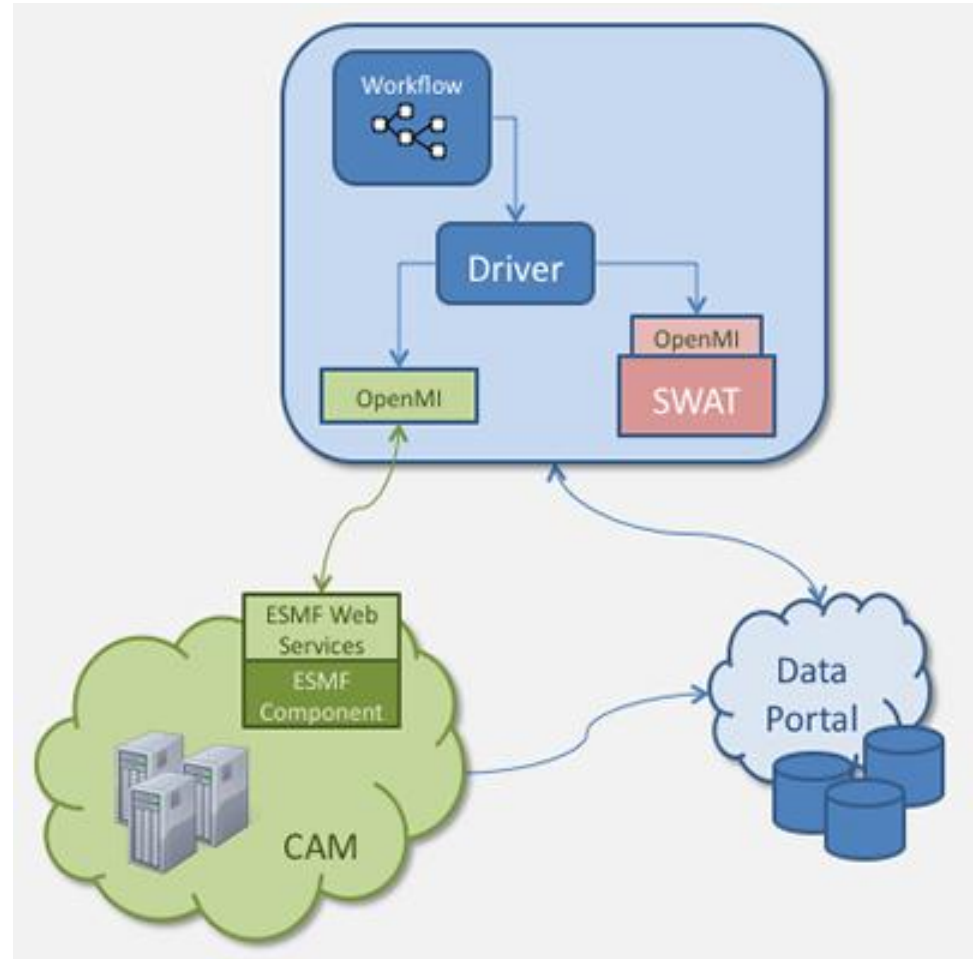 Workflow
Driver
OpenMI
SWAT
OpenMI
ESMF Web
Services
ESMF
Component
CAM
Data
Portal